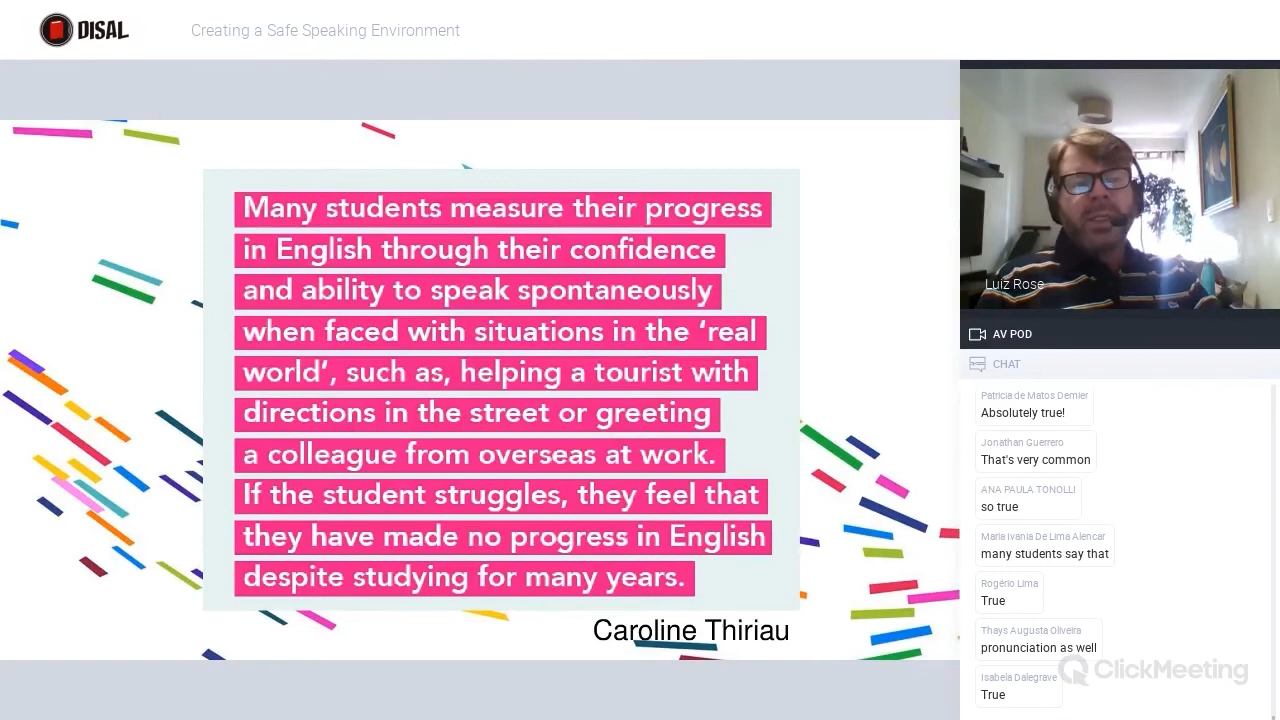 DISAL
Creating a Safe Speaking Environment
Many students measure their progress
in English through their confidence
and ability to speak spontaneously
when faced with situations in the ‘real
world’, such as, helping a tourist with
directions in the street or greeting
a colleague from overseas at work.
If the student struggles, they feel that
they have made no progress in English
despite studying for many years.
Caroline Thiriau
Luiz Rose
AV POD
CHAT
Patricia de Matos Demier
Absolutely true!
Jonathan Guerrero
That's very common
ANA PAULA TONOLLI
so true
Maria Ivania De Lima Alencar
many students say that
Rogério Lima
True
Thays Augusta Oliveira
pronunciation as well
Isabela Dalegrave
True
ClickMeeting